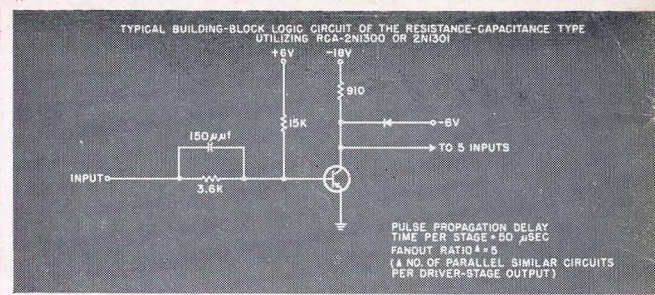 TYPICAL BUILDING-BLOCK LOGIC CIRCUIT OF THE RESISTANCE-CAPACITANCE TYPE
UTILIZING RCA-2N1300 OR 2N1301
+6V
-18V
910
15K
-6V
150μμf
TO 5 INPUTS
INPUT
3.6K
PULSE PROPAGATION DELAY
TIME PER STAGE=50 μSEC
FANOUT RATIO▲=5
(▲ NO. OF PARALLEL SIMILAR CIRCUITS
PER DRIVER-STAGE OUTPUT)